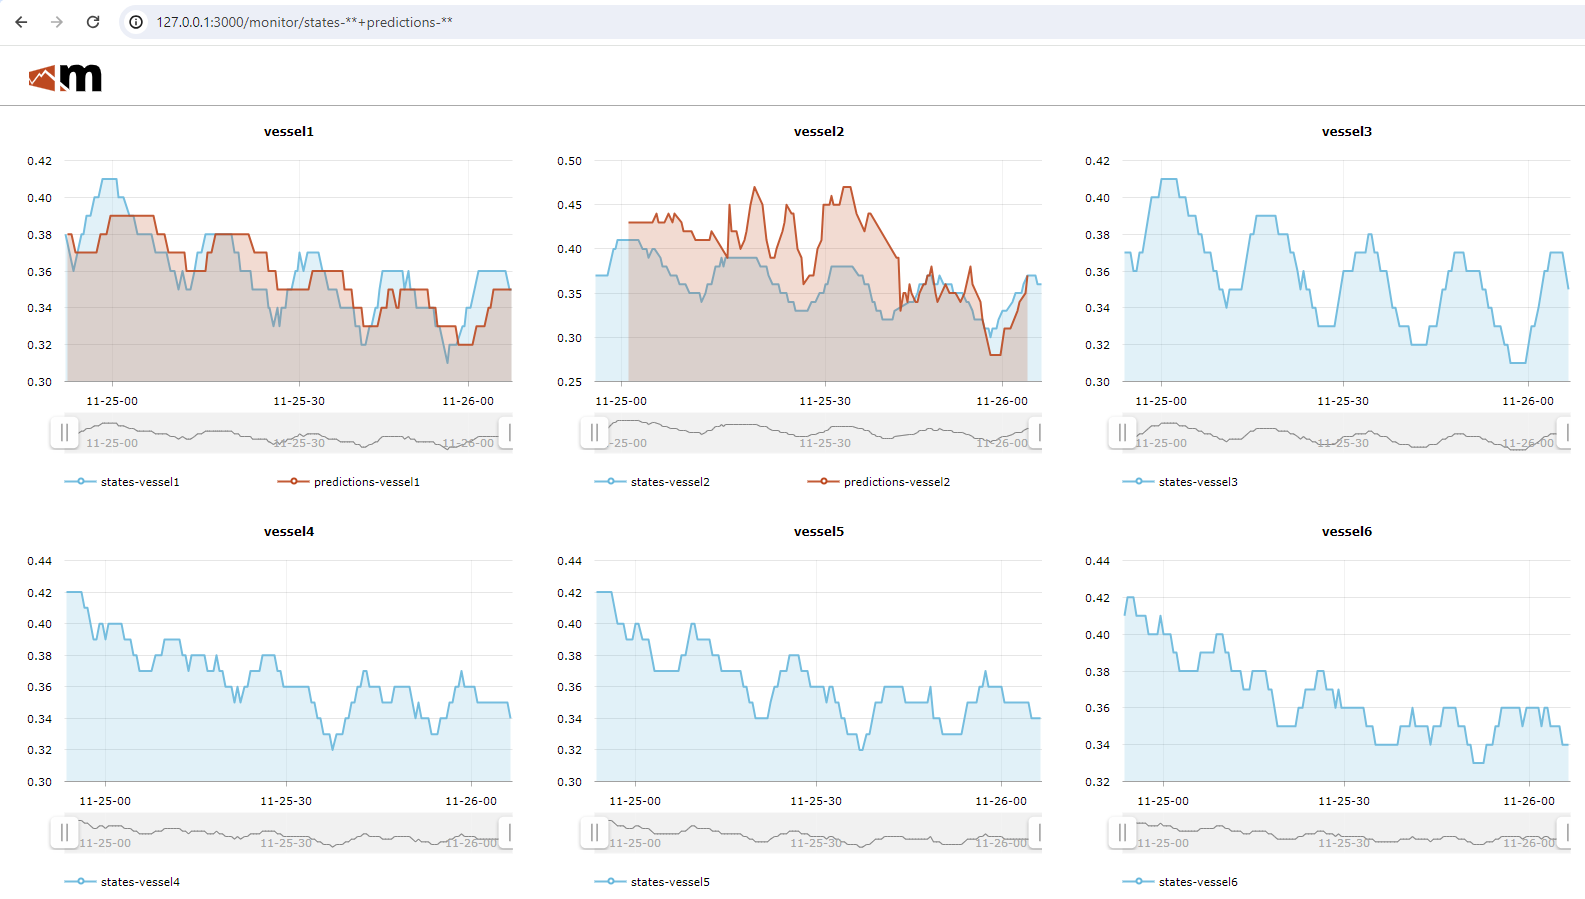 127.0.0.1:3000/monitor/states-**+predictions-**
m
vessel1
0.42
0.40
0.38
0.36
0.34
0.32
0.30
11-25-00 11-25-30 11-26-00
11-25-00 11-25-30 11-26-00
states-vessel1 predictions-vessel1
vessel2
0.50
0.45
0.40
0.35
0.30
0.25
11-25-00 11-25-30 11-26-00
-25-00 11-25-30 11-26-00
states-vessel2 predictions-vessel2
vessel3
0.42
0.40
0.38
0.36
0.34
0.32
0.30
11-25-00 11-25-30 11-26-00
11-25-00 11-25-30 11-26-00
states-vessel3
vessel4
0.44
0.42
0.40
0.38
0.36
0.34
0.32
0.30
11-25-00 11-25-30 11-26-00
11-25-00 11-25-30 11-26-00
states-vessel4
vessel5
0.44
0.42
0.40
0.38
0.36
0.34
0.32
0.30
11-25-00 11-25-30 11-26-00
11-25-00 11-25-30 11-26-00
states-vessel5
vessel6
0.44
0.42
0.40
0.38
0.36
0.34
0.32
11-25-00 11-25-30 11-26-00
11-25-00 11-25-30 11-26-00
states-vessel6